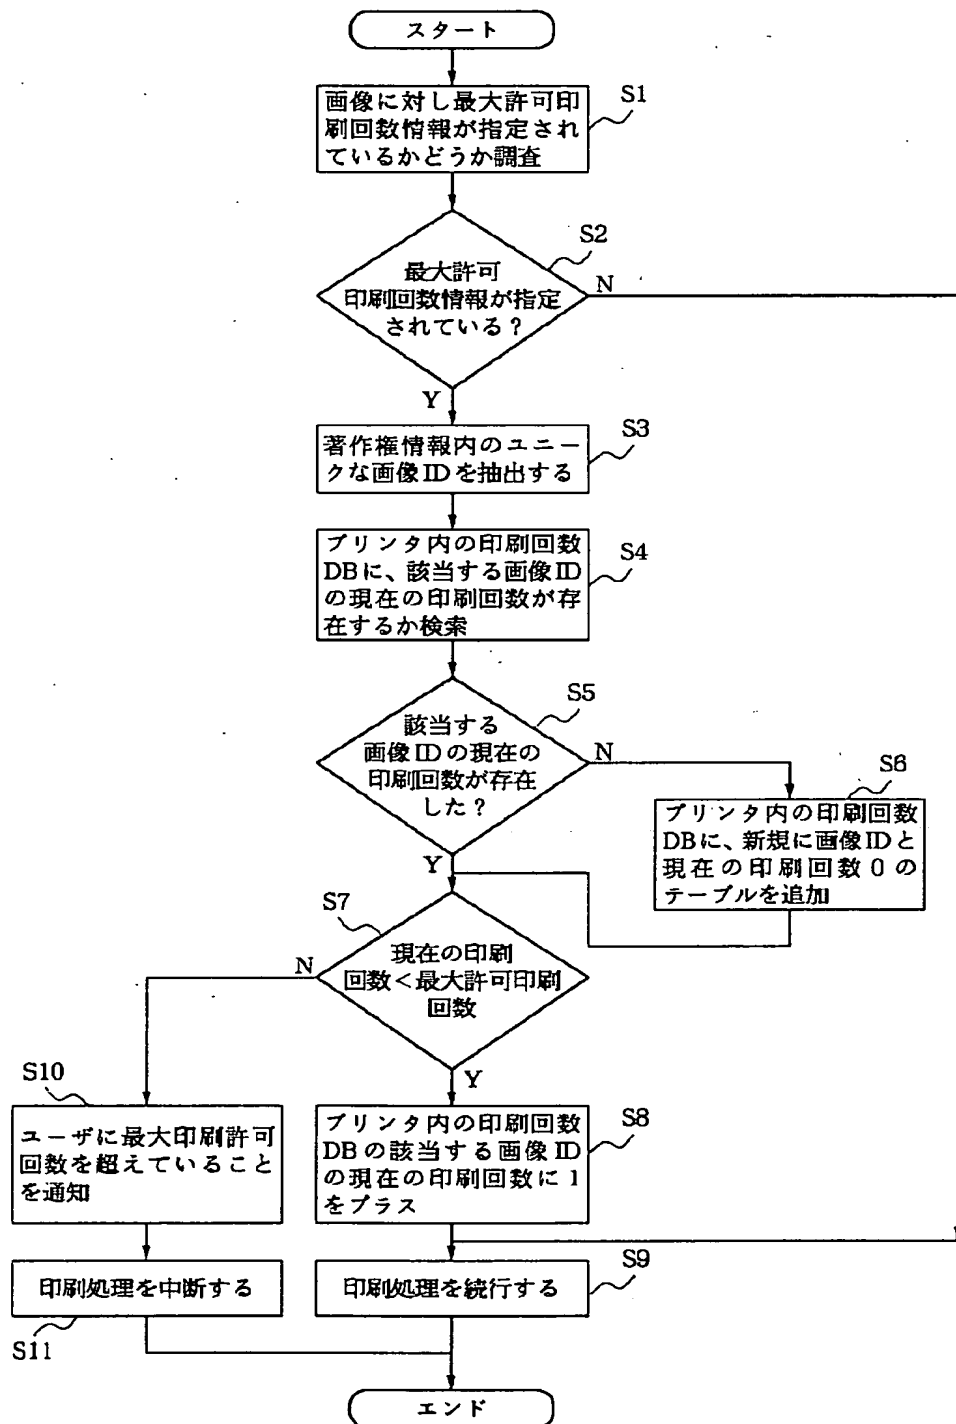 スタート
S1
画像に対し最大許可印
刷回数情報が指定され
ているかどうか調査
S2
最大許可
印刷回数情報が指定
されている？
N
Y
S3
著作権情報内のユニー
クな画像IDを抽出する
S4
プリンタ内の印刷回数
DBに、該当する画像ID
の現在の印刷回数が存
在するか検索
S5
該当する
画像IDの現在の
印刷回数が存在
した？
N
Y
S6
プリンタ内の印刷回数
DBに、新規に画像IDと
現在の印刷回数0の
テーブルを追加
S7
現在の印刷
回数＜最大許可印刷
回数
N
Y
S10
ユーザに最大印刷許可
回数を超えていること
を通知
S8
プリンタ内の印刷回数
DBの該当する画像ID
の現在の印刷回数に1
をプラス
S11
印刷処理を中断する
S9
印刷処理を続行する
エンド